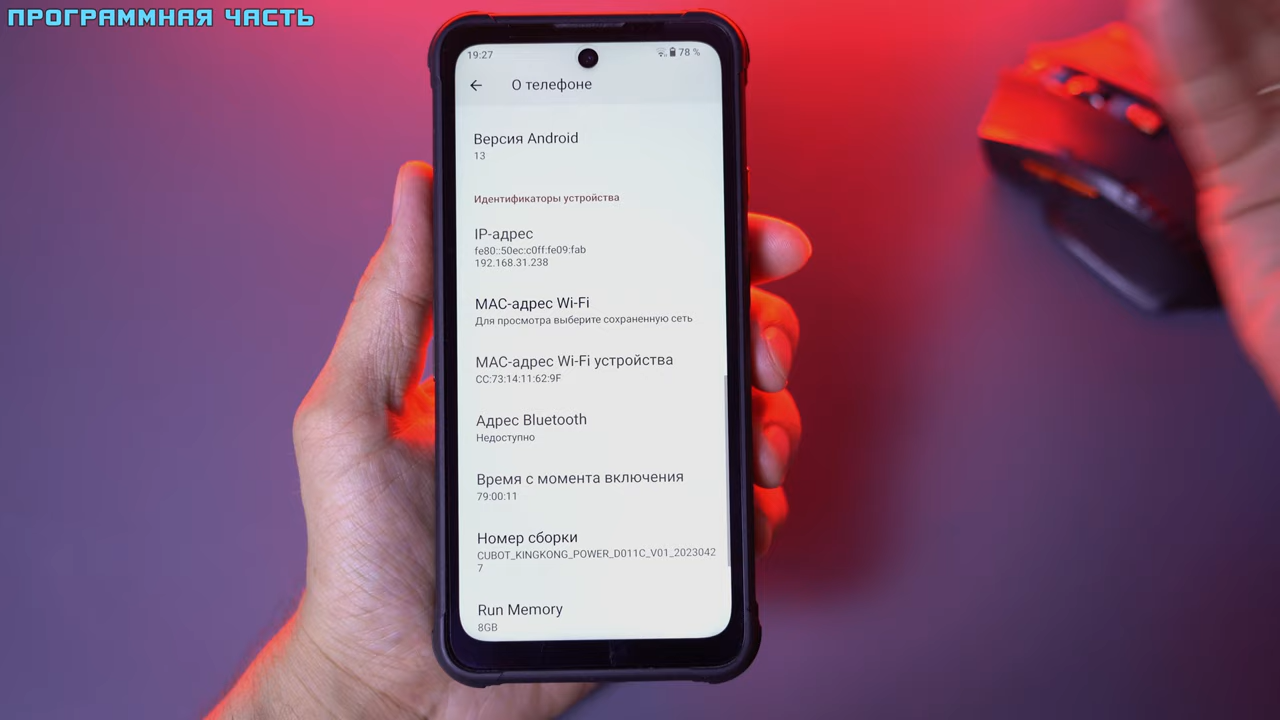 ПРОГРАММНАЯ ЧАСТЬ
19:27
78 %
О телефоне
Версия Android
13
Идентификаторы устройства
IP-адрес
fe80::50ec:c0ff:fe09:fab
192.168.31.238
MAC-адрес Wi-Fi
Для просмотра выберите сохраненную сеть
MAC-адрес Wi-Fi устройства
CC:73:14:11:62:9F
Адрес Bluetooth
Недоступно
Время с момента включения
79:00:11
Номер сборки
CUBOT_KINGKONG_POWER_D011C_V01_2023042
7
Run Memory
8GB